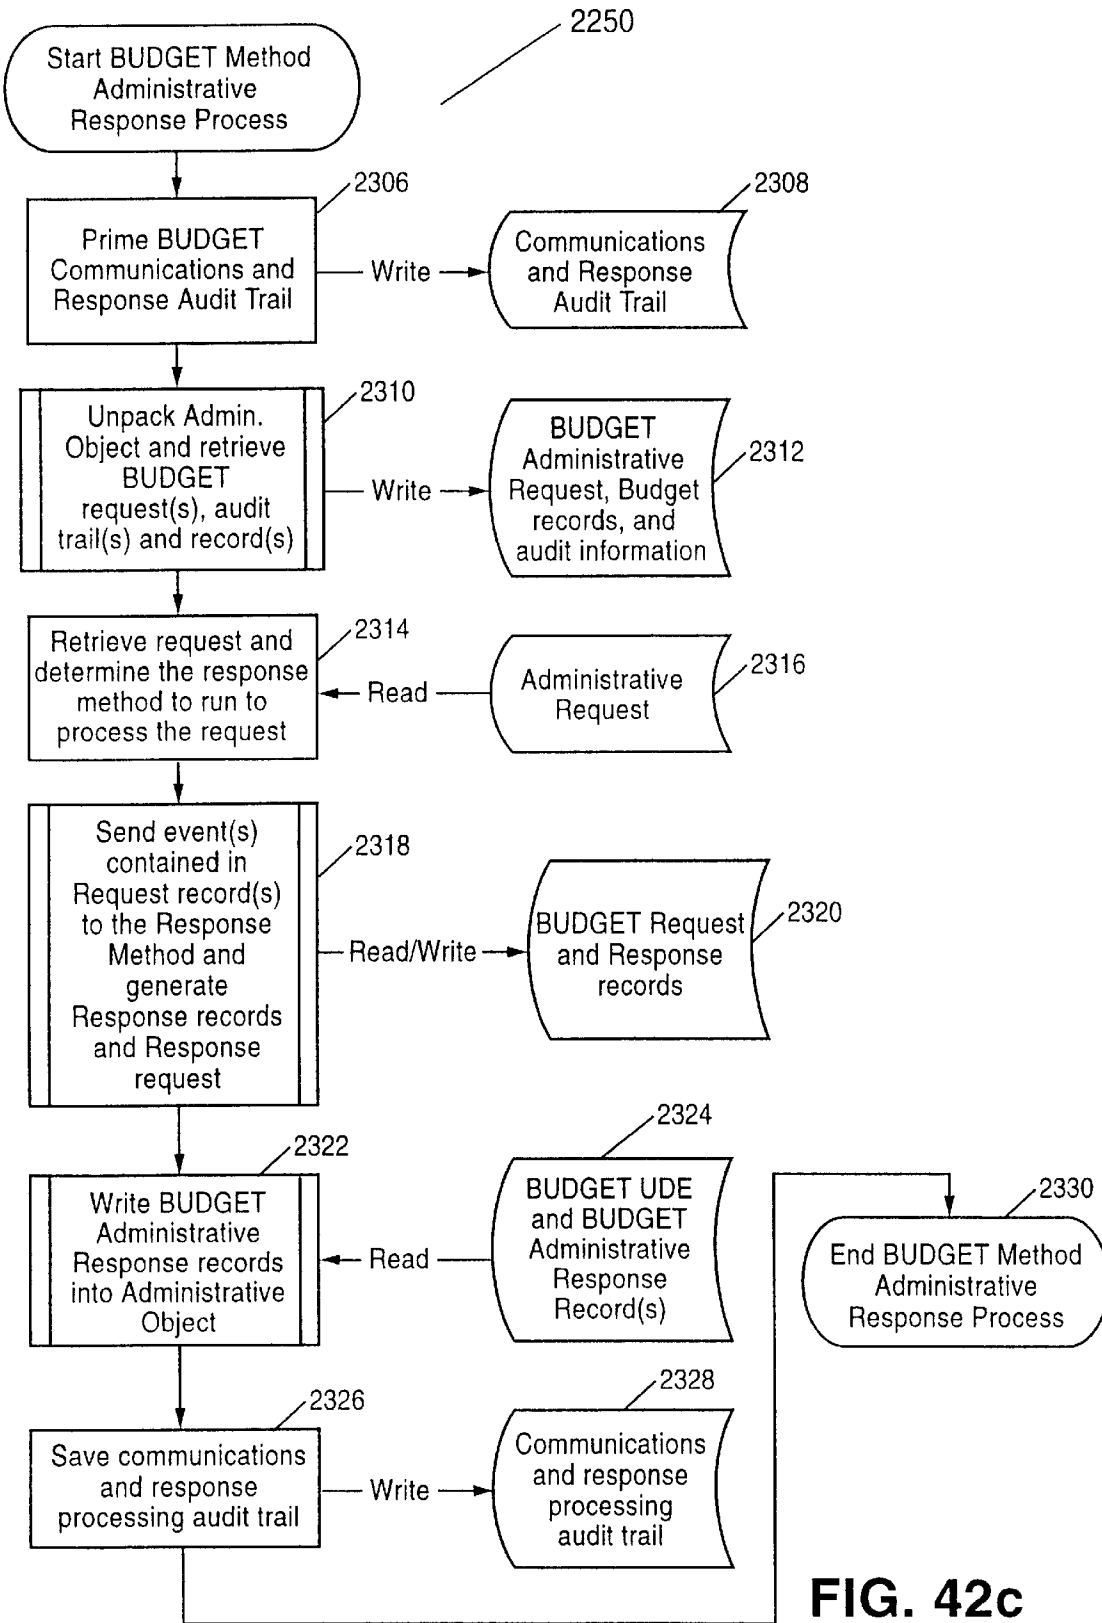 2250
Start BUDGET Method
Administrative
Response Process
2306
Prime BUDGET
Communications and
Response Audit Trail
Write
2308
Communications
and Response
Audit Trail
2310
Unpack Admin.
Object and retrieve
BUDGET
request(s), audit
trail(s) and record(s)
Write
BUDGET
Administrative
Request, Budget
records, and
audit information
2312
Retrieve request and
determine the response
method to run to
process the request
2314
Read
Administrative
Request
2316
Send event(s)
contained in
Request record(s)
to the Response
Method and
generate
Response records
and Response
request
2318
Read/Write
BUDGET Request
and Response
records
2320
2322
Write BUDGET
Administrative
Response records
into Administrative
Object
Read
2324
BUDGET UDE
and BUDGET
Administrative
Response
Record(s)
2326
Save communications
and response
processing audit trail
Write
2328
Communications
and response
processing
audit trail
2330
End BUDGET Method
Administrative
Response Process
FIG. 42c